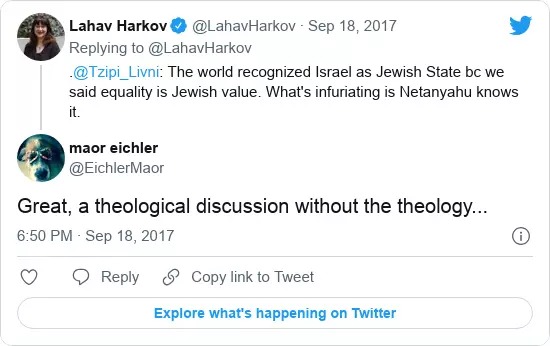 Lahav Harkov @LahavHarkov · Sep 18, 2017
Replying to @LahavHarkov
.@Tzipi_Livni: The world recognized Israel as Jewish State bc we
said equality is Jewish value. What's infuriating is Netanyahu knows
it.
maor eichler
@EichlerMaor
Great, a theological discussion without the theology...
6:50 PM · Sep 18, 2017
Reply Copy link to Tweet
Explore what's happening on Twitter